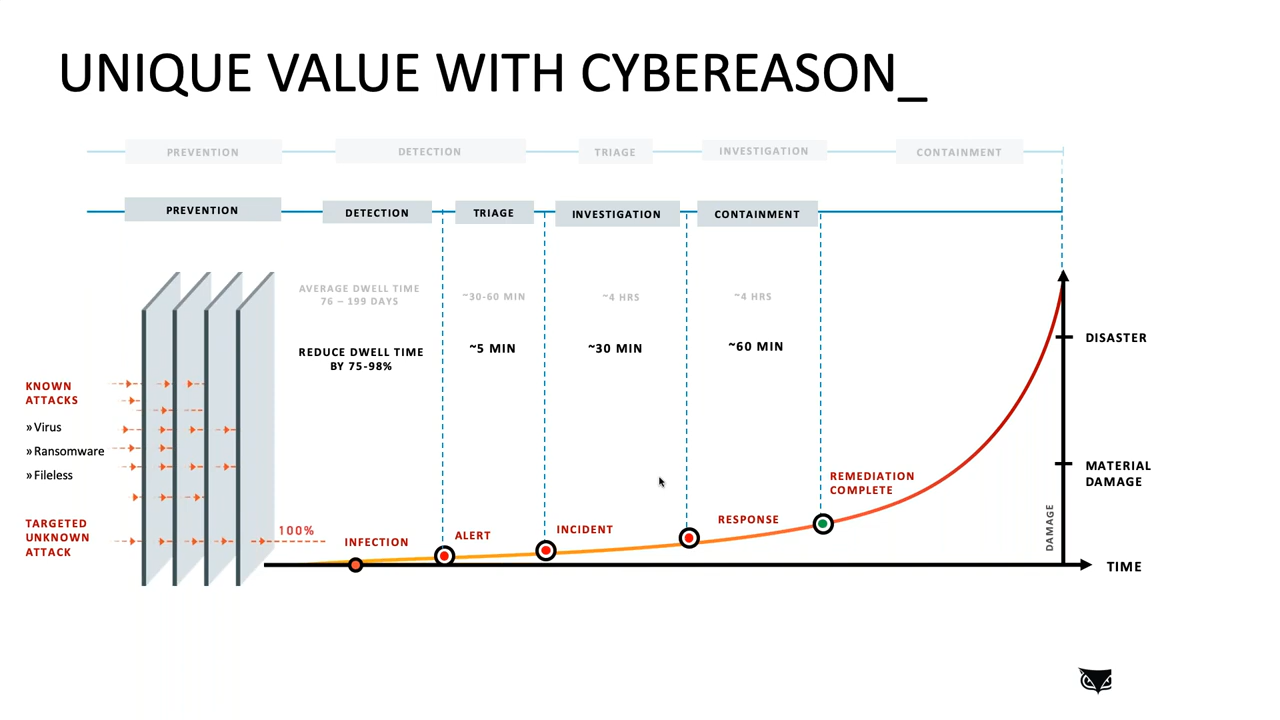 UNIQUE VALUE WITH CYBEREASON_
PREVENTION DETECTION TRIAGE INVESTIGATION CONTAINMENT
PREVENTION DETECTION TRIAGE INVESTIGATION CONTAINMENT
AVERAGE DWELL TIME
76 – 199 DAYS
~30-60 MIN
~4 HRS
~4 HRS
REDUCE DWELL TIME
BY 75-98%
~5 MIN
~30 MIN
~60 MIN
KNOWN
ATTACKS
» Virus
» Ransomware
» Fileless
TARGETED
UNKNOWN
ATTACK
100%
INFECTION
ALERT
INCIDENT
RESPONSE
REMEDIATION
COMPLETE
DISASTER
MATERIAL
DAMAGE
DAMAGE
TIME